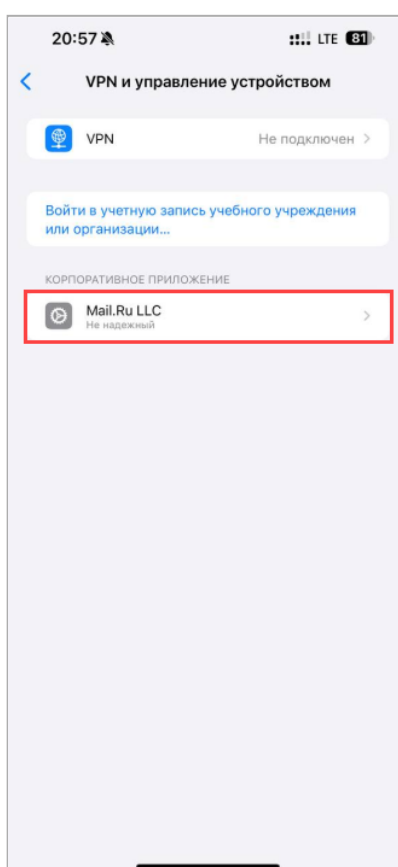 20:57 LTE 81
VPN и управление устройством
VPN Не подключен
Войти в учетную запись учебного учреждения
или организации...
КОРПОРАТИВНОЕ ПРИЛОЖЕНИЕ
Mail.Ru LLC
Не надежный